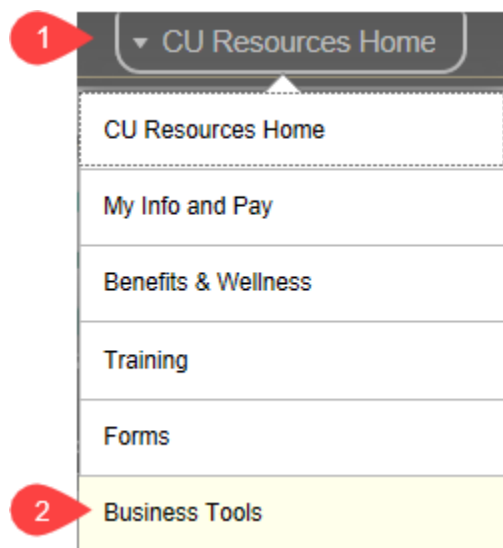 1
CU Resources Home
CU Resources Home
My Info and Pay
Benefits & Wellness
Training
Forms
2
Business Tools